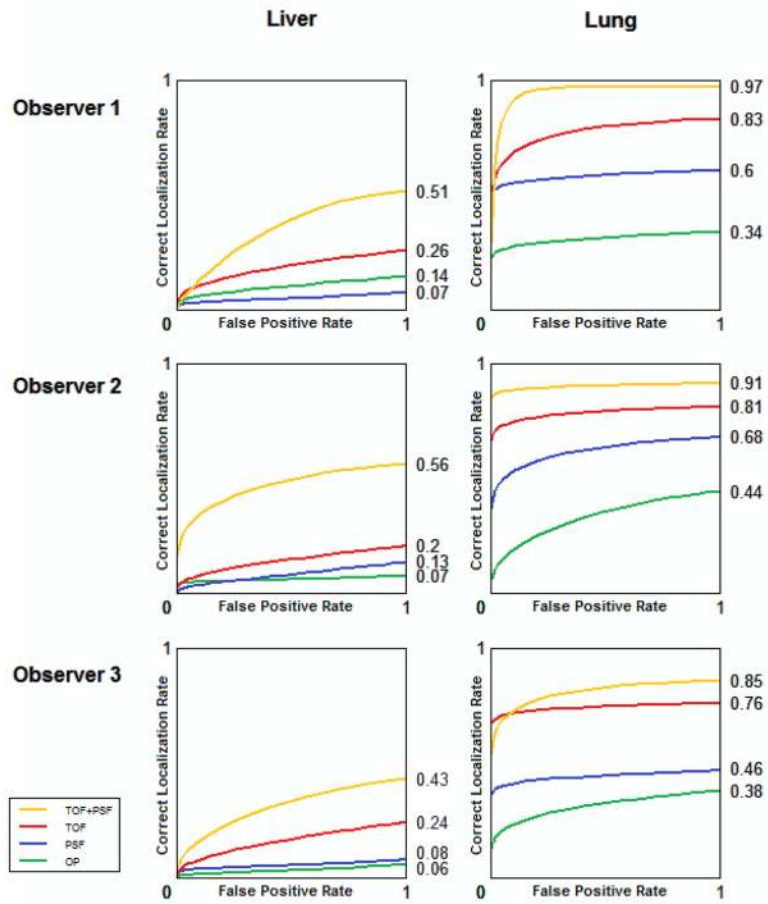 Liver Lung
Observer 1
1
Correct Localization Rate
0.51
0.26
0.14
0.07
0 False Positive Rate 1
1
Correct Localization Rate
0.97
0.83
0.6
0.34
0 False Positive Rate 1
Observer 2
1
Correct Localization Rate
0.56
0.2
0.13
0.07
0 False Positive Rate 1
1
Correct Localization Rate
0.91
0.81
0.68
0.44
0 False Positive Rate 1
Observer 3
1
Correct Localization Rate
0.43
0.24
0.08
0.06
0 False Positive Rate 1
1
Correct Localization Rate
0.85
0.76
0.46
0.38
0 False Positive Rate 1
TOF+PSF
TOF
PSF
OP